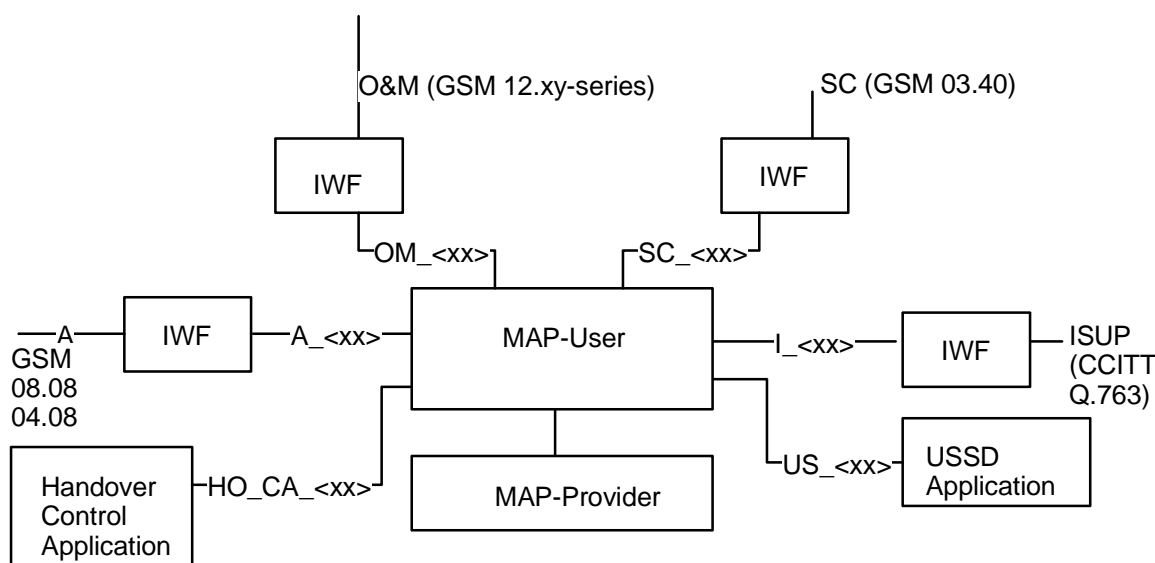 O&M (GSM 12.xy-series)
SC (GSM 03.40)
IWF
IWF
OM_<xx>
SC_<xx>
A
GSM
08.08
04.08
IWF
A_<xx>
MAP-User
I_<xx>
IWF
ISUP
(CCITT
Q.763)
Handover
Control
Application
HO_CA_<xx>
MAP-Provider
US_<xx>
USSD
Application